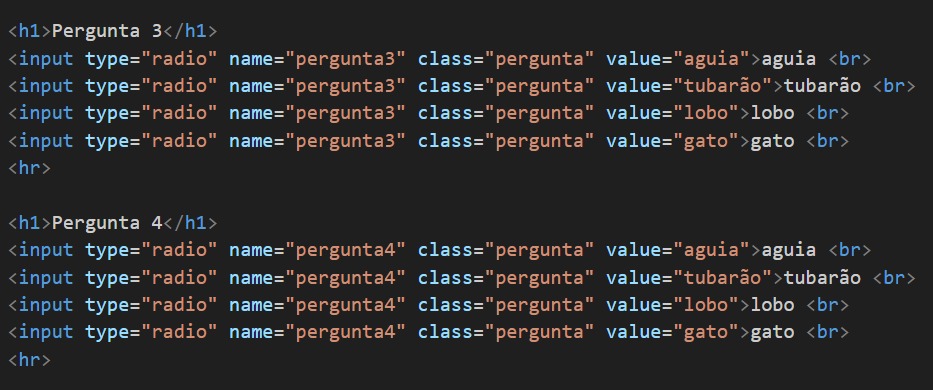 <h1>Pergunta 3</h1>
<input type="radio" name="pergunta3" class="pergunta" value="aguia">aguia <br>
<input type="radio" name="pergunta3" class="pergunta" value="tubarão">tubarão <br>
<input type="radio" name="pergunta3" class="pergunta" value="lobo">lobo <br>
<input type="radio" name="pergunta3" class="pergunta" value="gato">gato <br>
<hr>
<h1>Pergunta 4</h1>
<input type="radio" name="pergunta4" class="pergunta" value="aguia">aguia <br>
<input type="radio" name="pergunta4" class="pergunta" value="tubarão">tubarão <br>
<input type="radio" name="pergunta4" class="pergunta" value="lobo">lobo <br>
<input type="radio" name="pergunta4" class="pergunta" value="gato">gato <br>
<hr>